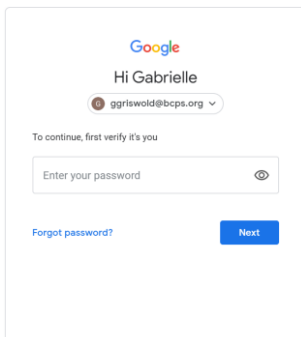 Google
Hi Gabrielle
G ggriswold@bcps.org
To continue, first verify it's you
Enter your password
Forgot password?
Next